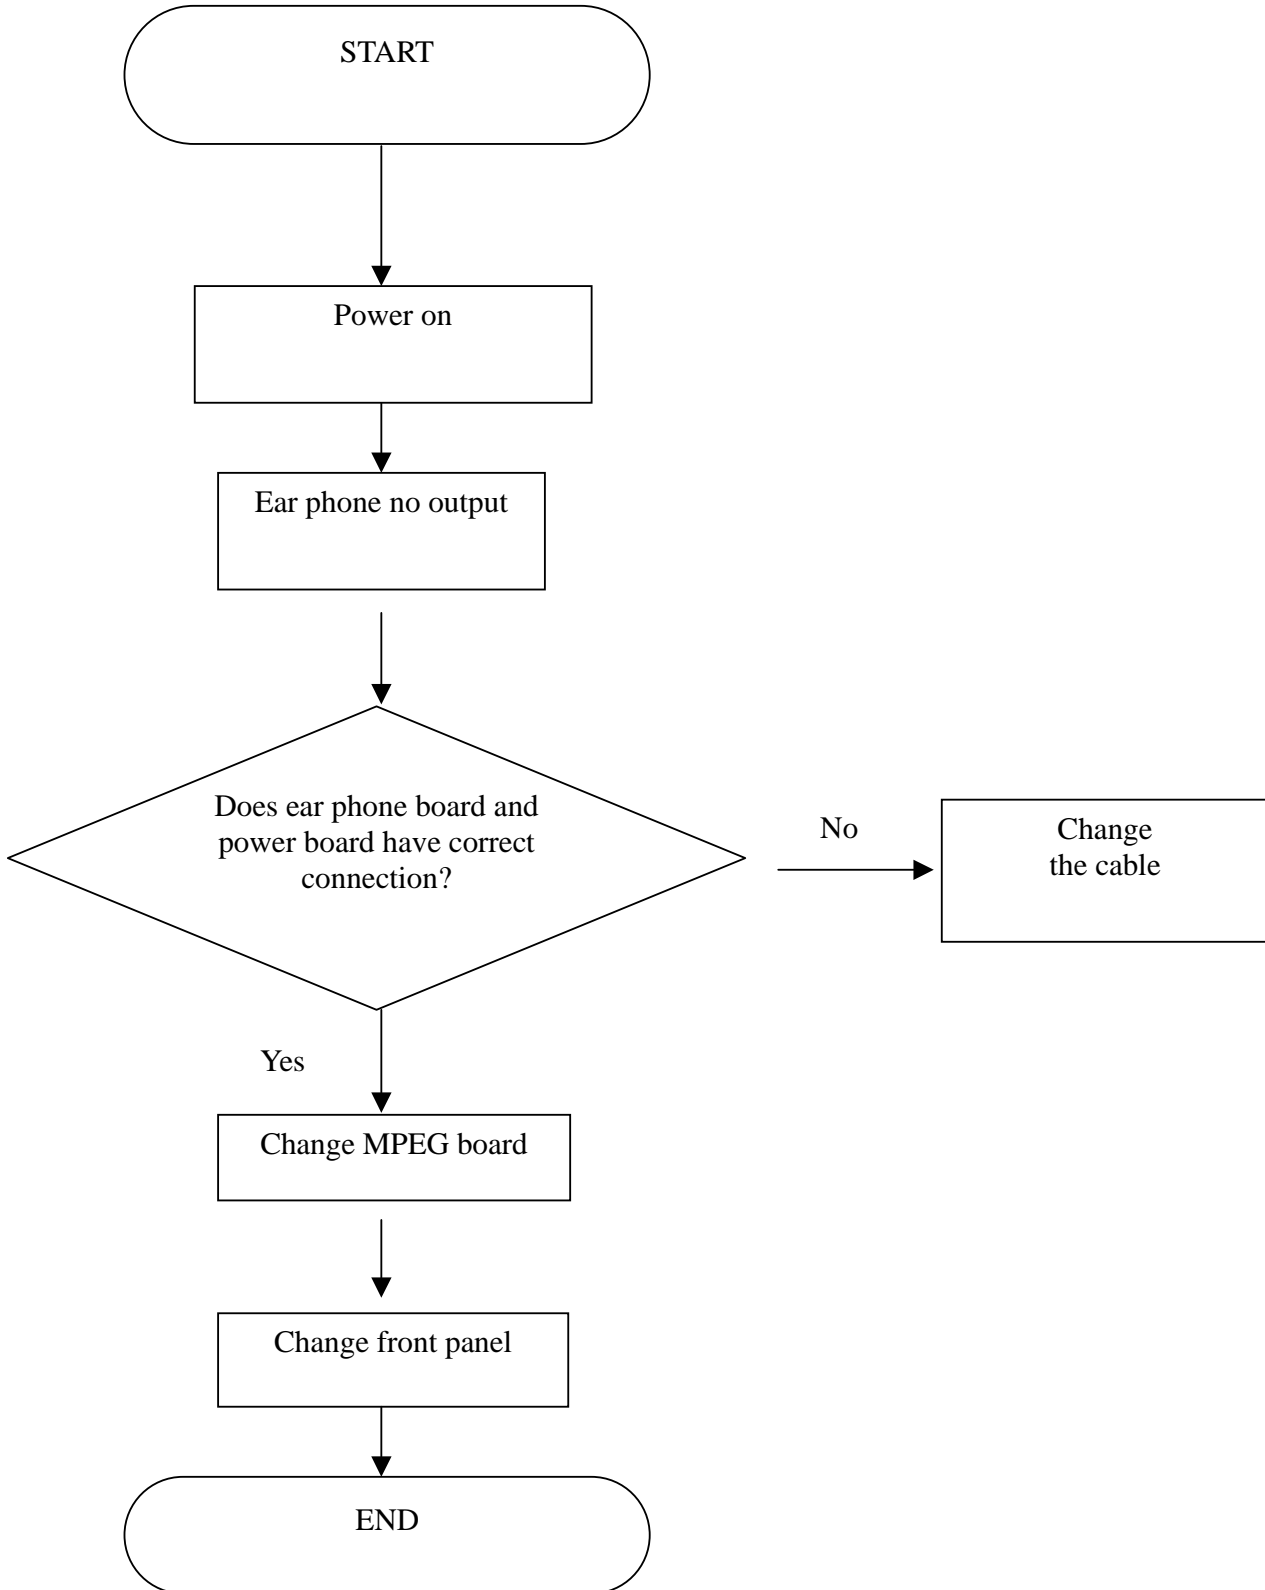 START
Power on
Ear phone no output
Does ear phone board and
power board have correct
connection?
No
Change
the cable
Yes
Change MPEG board
Change front panel
END